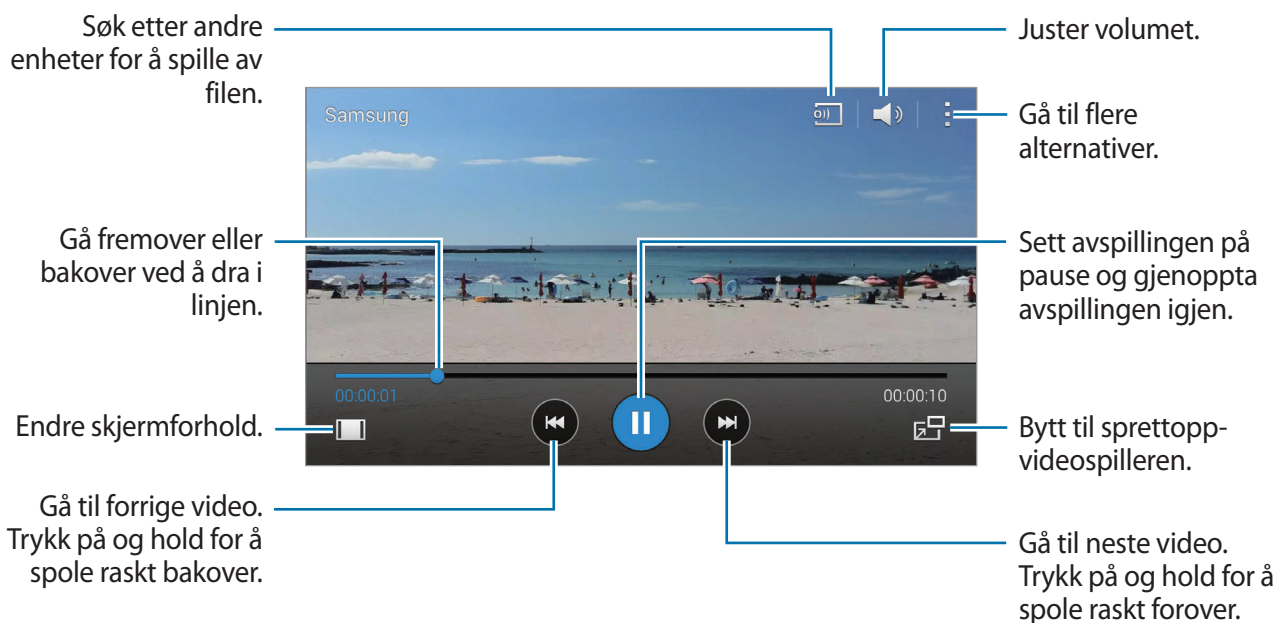 Søk etter andre
enheter for å spille av
filen.
Juster volumet.
Samsung
Gå til flere
alternativer.
Gå fremover eller
bakover ved å dra i
linjen.
Sett avspillingen på
pause og gjenoppta
avspillingen igjen.
00:00:01
00:00:10
Endre skjermforhold.
Bytt til sprettopp-
videospilleren.
Gå til forrige video.
Trykk på og hold for å
spole raskt bakover.
Gå til neste video.
Trykk på og hold for å
spole raskt forover.